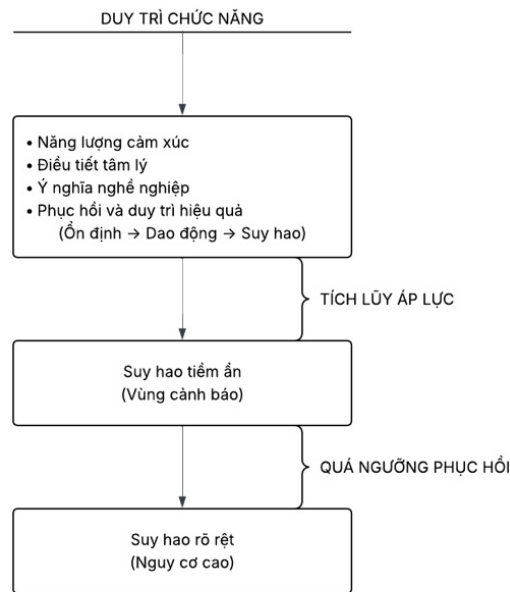 DUY TRÌ CHỨC NĂNG
• Năng lượng cảm xúc
• Điều tiết tâm lý
• Ý nghĩa nghề nghiệp
• Phục hồi và duy trì hiệu quả
(Ổn định → Dao động → Suy hao)
TÍCH LŨY ÁP LỰC
Suy hao tiềm ẩn
(Vùng cảnh báo)
QUÁ NGƯỠNG PHỤC HỒI
Suy hao rõ rệt
(Nguy cơ cao)